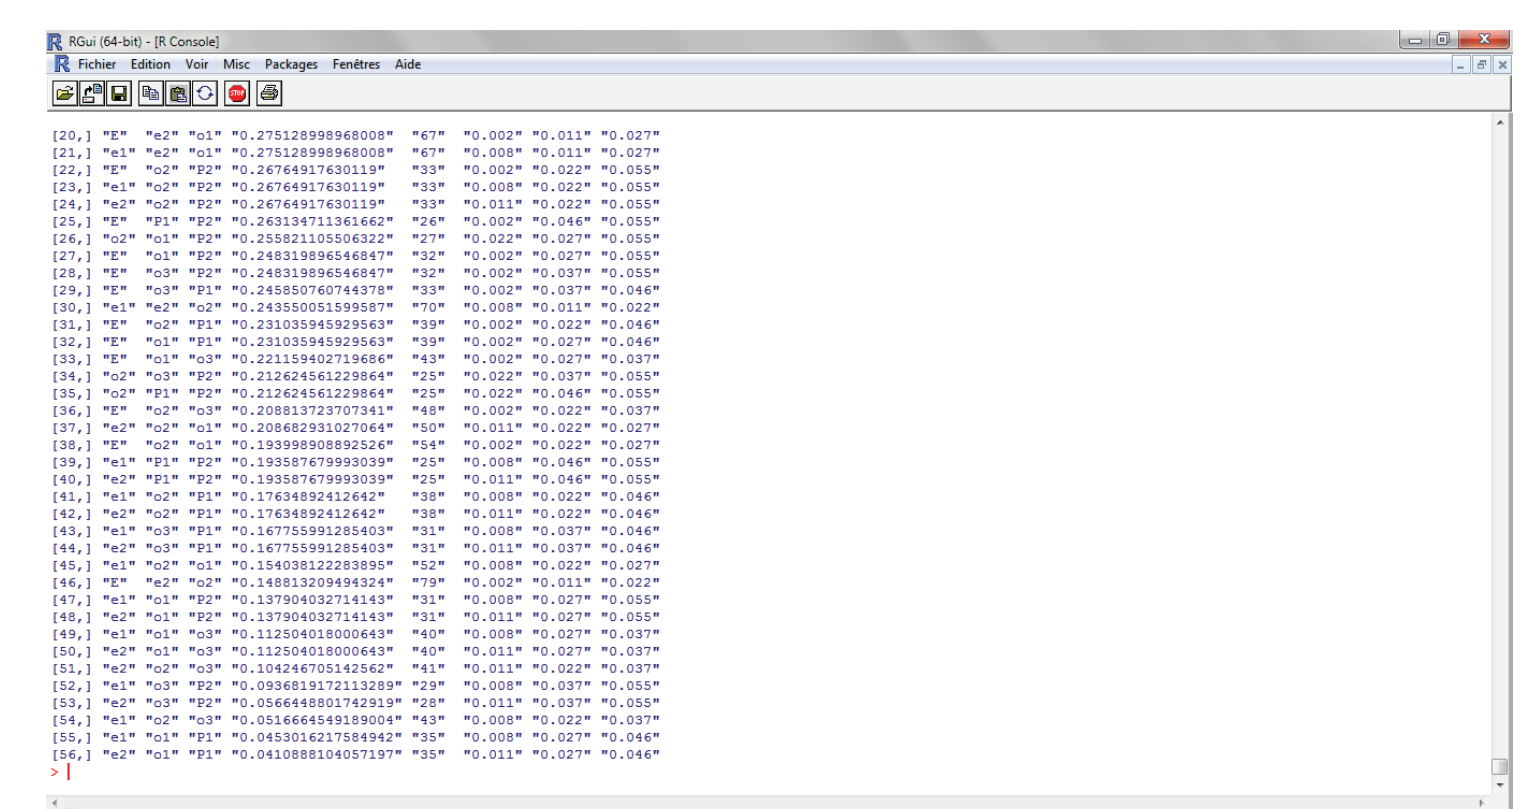 RGui (64-bit) - [R Console]
Fichier Edition Voir Misc Packages Fenêtres Aide
STOP
[20,] "E" "e2" "o1" "0.275128998968008" "67" "0.002" "0.011" "0.027"
[21,] "e1" "e2" "o1" "0.275128998968008" "67" "0.008" "0.011" "0.027"
[22,] "E" "o2" "P2" "0.26764917630119" "33" "0.002" "0.022" "0.055"
[23,] "e1" "o2" "P2" "0.26764917630119" "33" "0.008" "0.022" "0.055"
[24,] "e2" "o2" "P2" "0.26764917630119" "33" "0.011" "0.022" "0.055"
[25,] "E" "P1" "P2" "0.263134711361662" "26" "0.002" "0.046" "0.055"
[26,] "o2" "o1" "P2" "0.255821105506322" "27" "0.022" "0.027" "0.055"
[27,] "E" "o1" "P2" "0.248319896546847" "32" "0.002" "0.027" "0.055"
[28,] "E" "o3" "P2" "0.248319896546847" "32" "0.002" "0.037" "0.055"
[29,] "E" "o3" "P1" "0.245850760744378" "33" "0.002" "0.037" "0.046"
[30,] "e1" "e2" "o2" "0.243550051599587" "70" "0.008" "0.011" "0.022"
[31,] "E" "o2" "P1" "0.231035945929563" "39" "0.002" "0.022" "0.046"
[32,] "E" "o1" "P1" "0.231035945929563" "39" "0.002" "0.027" "0.046"
[33,] "E" "o1" "o3" "0.221159402719686" "43" "0.002" "0.027" "0.037"
[34,] "o2" "o3" "P2" "0.212624561229864" "25" "0.022" "0.037" "0.055"
[35,] "o2" "P1" "P2" "0.212624561229864" "25" "0.022" "0.046" "0.055"
[36,] "E" "o2" "o3" "0.208813723707341" "48" "0.002" "0.022" "0.037"
[37,] "e2" "o2" "o1" "0.208682931027064" "50" "0.011" "0.022" "0.027"
[38,] "E" "o2" "o1" "0.193998908892526" "54" "0.002" "0.022" "0.027"
[39,] "e1" "P1" "P2" "0.193587679993039" "25" "0.008" "0.046" "0.055"
[40,] "e2" "P1" "P2" "0.193587679993039" "25" "0.011" "0.046" "0.055"
[41,] "e1" "o2" "P1" "0.17634892412642" "38" "0.008" "0.022" "0.046"
[42,] "e2" "o2" "P1" "0.17634892412642" "38" "0.011" "0.022" "0.046"
[43,] "e1" "o3" "P1" "0.167755991285403" "31" "0.008" "0.037" "0.046"
[44,] "e2" "o3" "P1" "0.167755991285403" "31" "0.011" "0.037" "0.046"
[45,] "e1" "o2" "o1" "0.154038122283895" "52" "0.008" "0.022" "0.027"
[46,] "E" "e2" "o2" "0.148813209494324" "79" "0.002" "0.011" "0.022"
[47,] "e1" "o1" "P2" "0.137904032714143" "31" "0.008" "0.027" "0.055"
[48,] "e2" "o1" "P2" "0.137904032714143" "31" "0.011" "0.027" "0.055"
[49,] "e1" "o1" "o3" "0.112504018000643" "40" "0.008" "0.027" "0.037"
[50,] "e2" "o1" "o3" "0.112504018000643" "40" "0.011" "0.027" "0.037"
[51,] "e2" "o2" "o3" "0.104246705142562" "41" "0.011" "0.022" "0.037"
[52,] "e1" "o3" "P2" "0.0936819172113289" "29" "0.008" "0.037" "0.055"
[53,] "e2" "o3" "P2" "0.0566448801742919" "28" "0.011" "0.037" "0.055"
[54,] "e1" "o2" "o3" "0.0516664549189004" "43" "0.008" "0.022" "0.037"
[55,] "e1" "o1" "P1" "0.0453016217584942" "35" "0.008" "0.027" "0.046"
[56,] "e2" "o1" "P1" "0.0410888104057197" "35" "0.011" "0.027" "0.046"
>